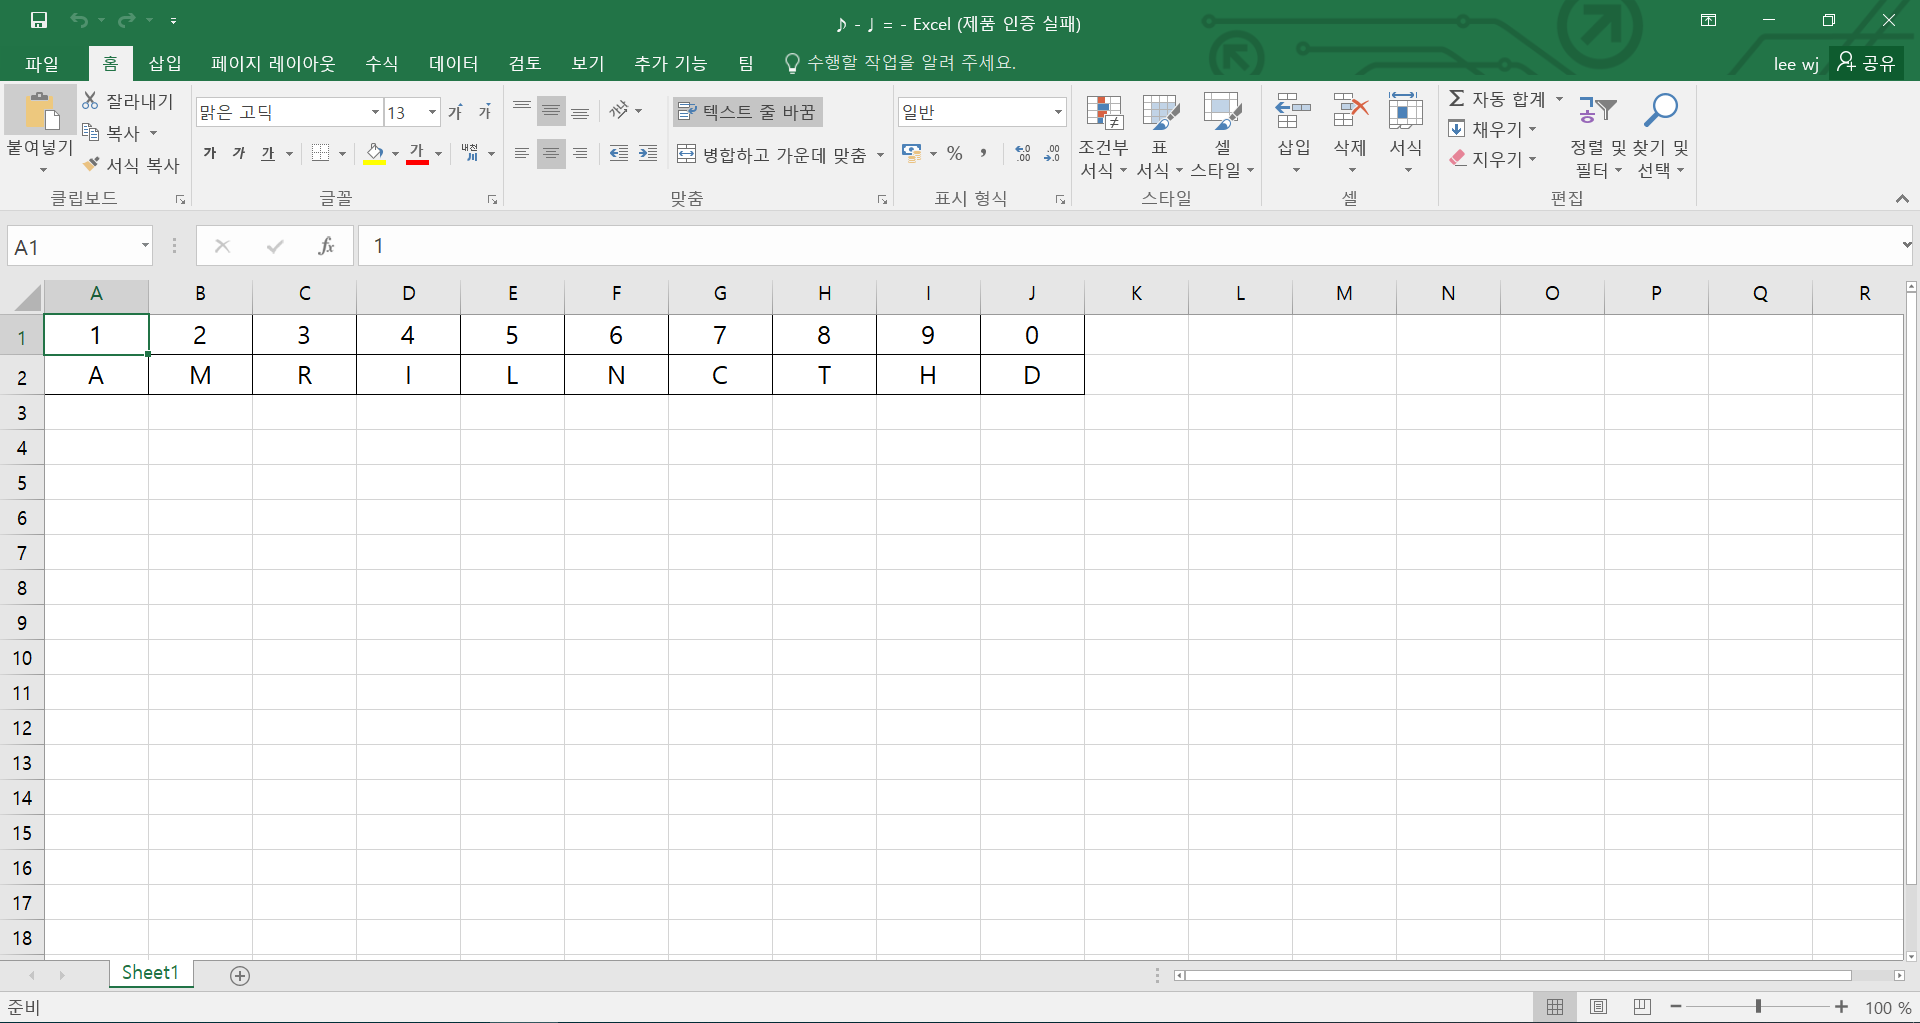 ♪ - ♩ = - Excel (제품 인증 실패)
파일 홈 삽입 페이지 레이아웃 수식 데이터 검토 보기 추가 기능 팀 수행할 작업을 알려 주세요. lee wj 공유
붙여넣기 잘라내기 복사 서식 복사
클립보드
맑은 고딕 13 가 가
가 가 가 가 내천 川
글꼴
텍스트 줄 바꿈
병합하고 가운데 맞춤
맞춤
일반
% , ←.0 .00 .00 →.0
표시 형식
조건부 서식 표 서식 셀 스타일
스타일
삽입 삭제 서식
셀
Σ 자동 합계
채우기
지우기
정렬 및 필터 찾기 및 선택
편집
A1 fx 1
A B C D E F G H I J K L M N O P Q R
1 1 2 3 4 5 6 7 8 9 0
2 A M R I L N C T H D
3
4
5
6
7
8
9
10
11
12
13
14
15
16
17
18
Sheet1
준비 100 %